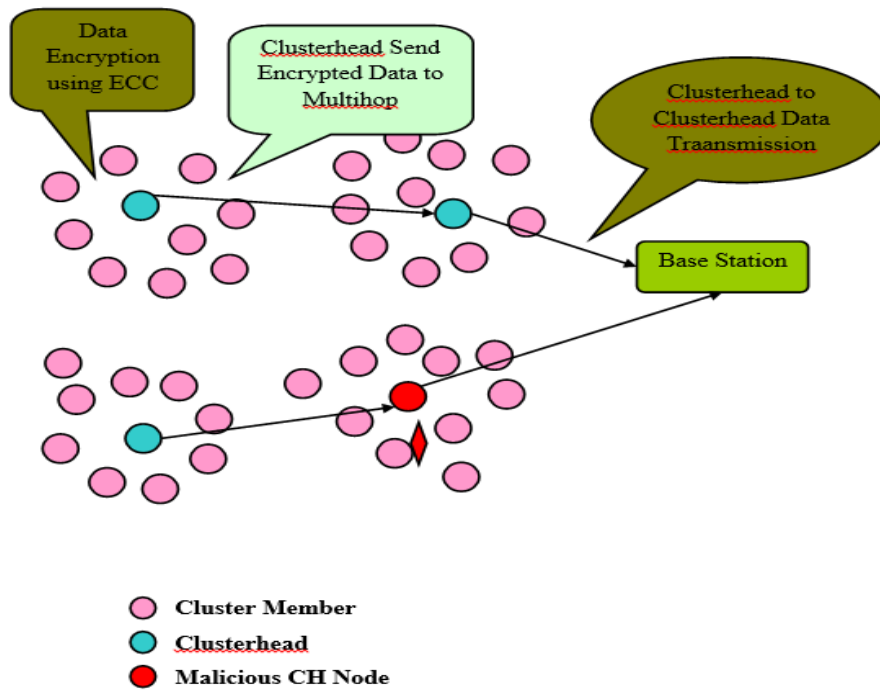 Data
Encryption
using ECC
Clusterhead Send
Encrypted Data to
Multihop
Clusterhead to
Clusterhead Data
Traansmission
Base Station
Cluster Member
Clusterhead
Malicious CH Node